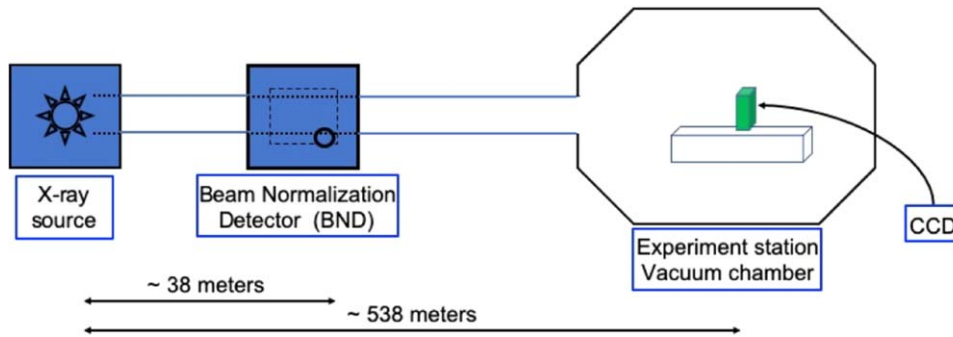 X-ray
source
Beam Normalization
Detector (BND)
Experiment station
Vacuum chamber
CCD
~ 38 meters
~ 538 meters